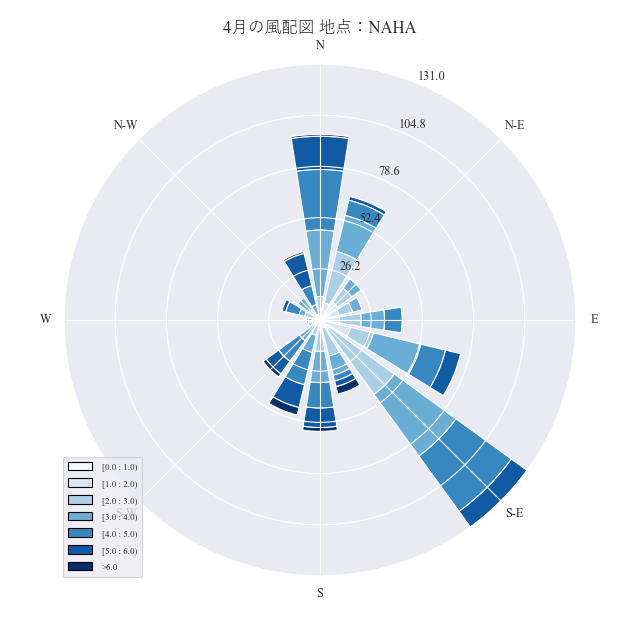 4月の風配図 地点：NAHA
N
131.0
N-W
104.8
N-E
78.6
52.4
26.2
W
E
S-W
S-E
S
[0.0 : 1.0)
[1.0 : 2.0)
[2.0 : 3.0)
[3.0 : 4.0)
[4.0 : 5.0)
[5.0 : 6.0)
>6.0